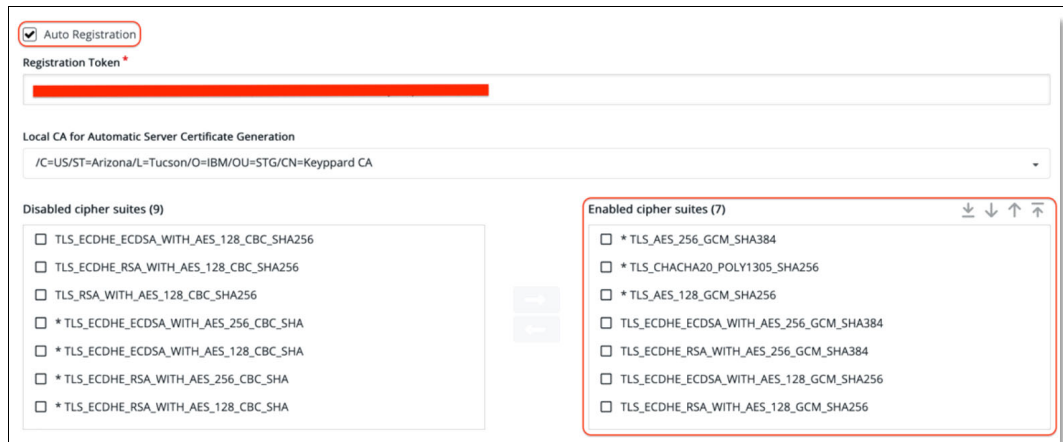 Auto Registration
Registration Token *
Local CA for Automatic Server Certificate Generation
/C=US/ST=Arizona/L=Tucson/O=IBM/OU=STG/CN=Keyppard CA
Disabled cipher suites (9)
TLS_ECDHE_ECDSA_WITH_AES_128_CBC_SHA256
TLS_ECDHE_RSA_WITH_AES_128_CBC_SHA256
TLS_RSA_WITH_AES_128_CBC_SHA256
* TLS_ECDHE_ECDSA_WITH_AES_256_CBC_SHA
* TLS_ECDHE_ECDSA_WITH_AES_128_CBC_SHA
* TLS_ECDHE_RSA_WITH_AES_256_CBC_SHA
* TLS_ECDHE_RSA_WITH_AES_128_CBC_SHA
Enabled cipher suites (7)
* TLS_AES_256_GCM_SHA384
* TLS_CHACHA20_POLY1305_SHA256
* TLS_AES_128_GCM_SHA256
TLS_ECDHE_ECDSA_WITH_AES_256_GCM_SHA384
TLS_ECDHE_RSA_WITH_AES_256_GCM_SHA384
TLS_ECDHE_ECDSA_WITH_AES_128_GCM_SHA256
TLS_ECDHE_RSA_WITH_AES_128_GCM_SHA256